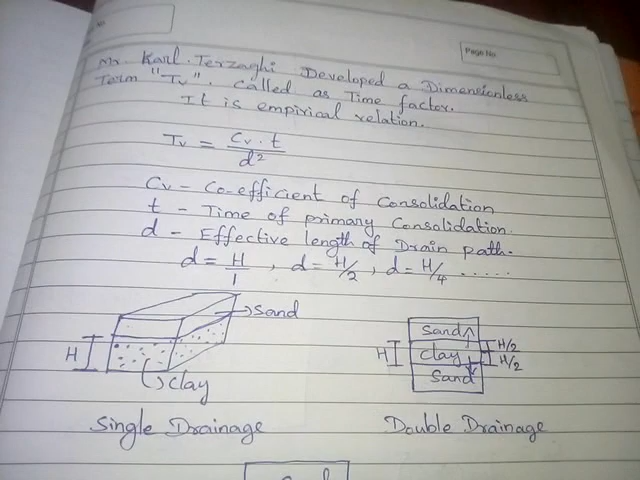 Page No.
Mr. Karl Terzaghi Developed a Dimensionless
Term "Tv". called as Time factor.
It is empirical relation.
Tv = Cv . t / d²
Cv - Co-efficient of Consolidation
t - Time of primary Consolidation.
d - Effective length of Drain path.
d = H/1 , d = H/2 , d = H/4 .....
Sand
H
Clay
Single Drainage
Sand
H clay H/2
H/2
Sand
Double Drainage